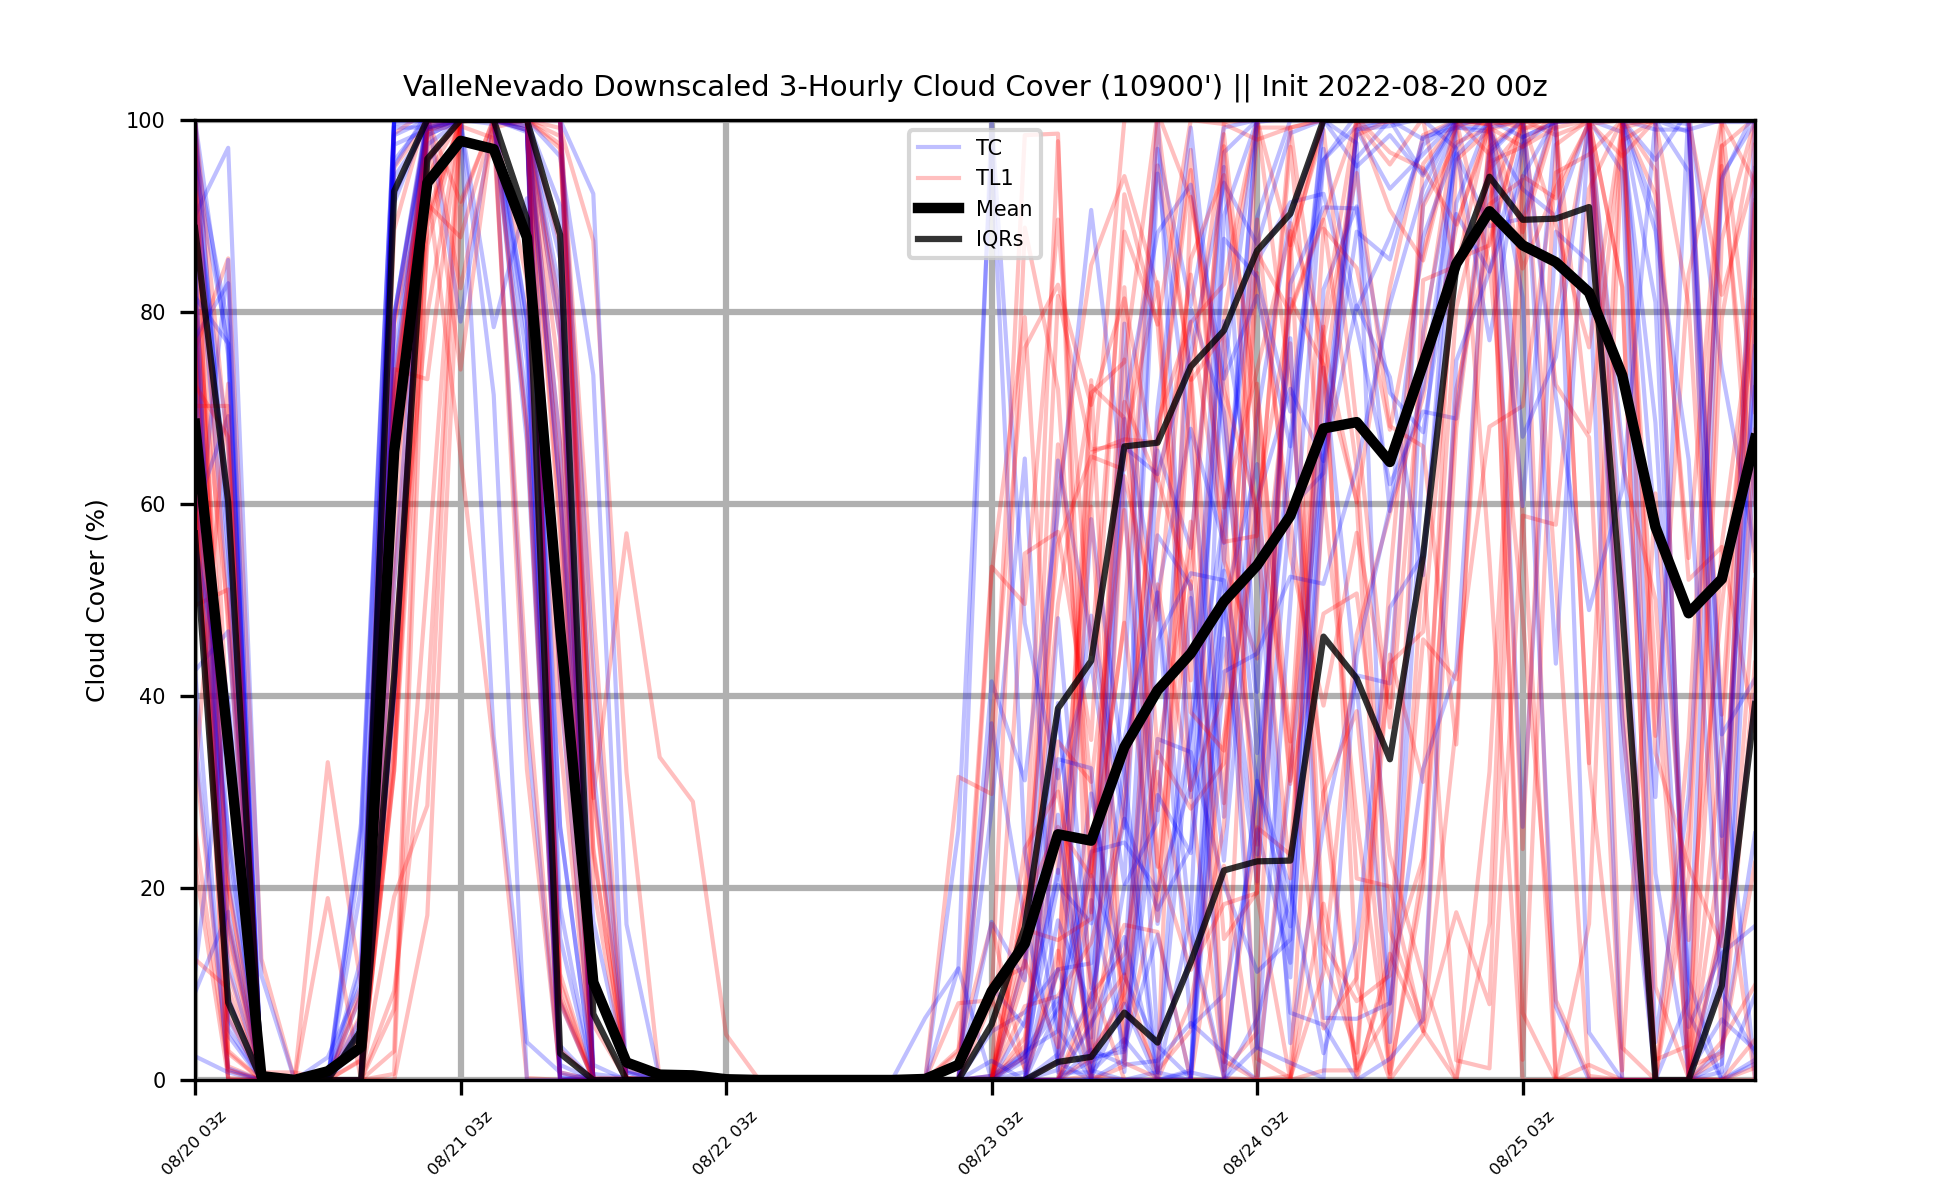 ValleNevado Downscaled 3-Hourly Cloud Cover (10900') || Init 2022-08-20 00z
100
80
60
40
20
0
Cloud Cover (%)
TC
TL1
Mean
IQRs
08/20 03z
08/21 03z
08/22 03z
08/23 03z
08/24 03z
08/25 03z